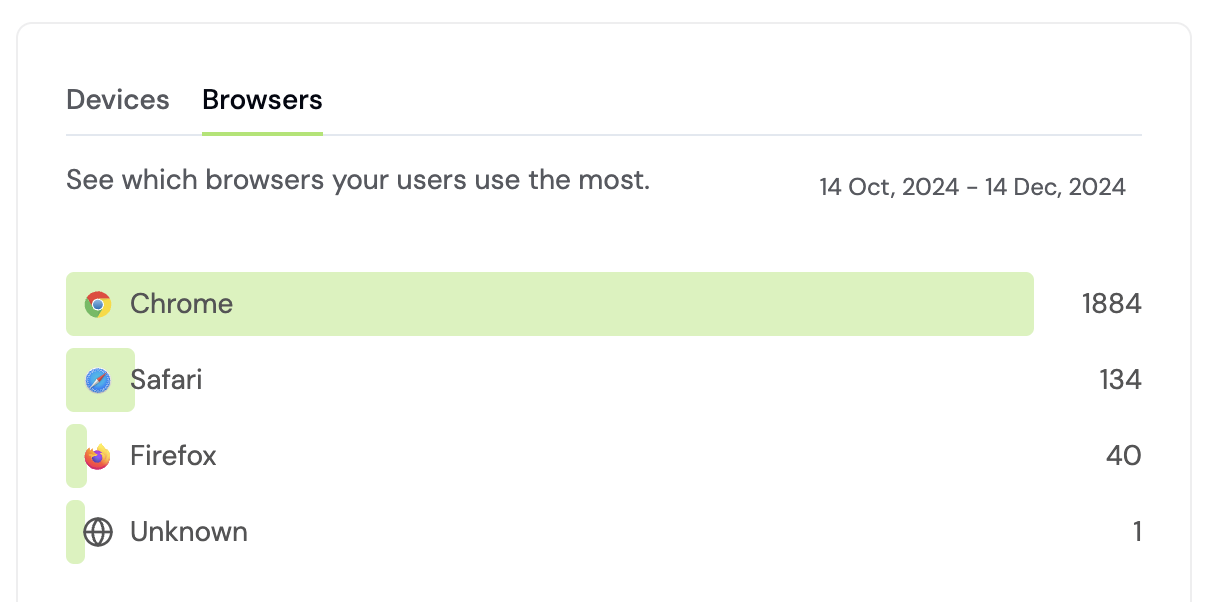 Devices Browsers
See which browsers your users use the most. 14 Oct, 2024 - 14 Dec, 2024
Chrome 1884
Safari 134
Firefox 40
Unknown 1